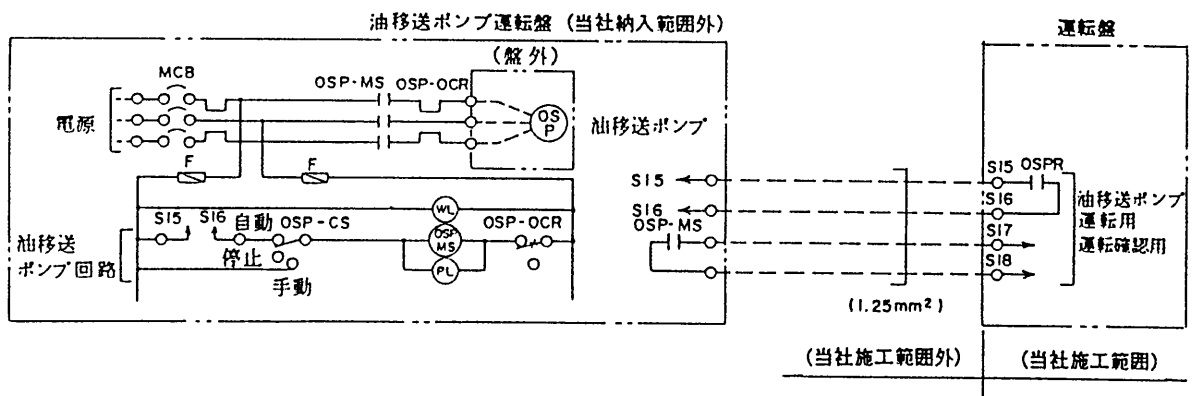 油移送ポンプ運転盤 (当社納入範囲外)
運転盤
(盤外)
MCB
OSP-MS OSP-OCR
電源
OS
P
油移送ポンプ
F
F
S15
S15 OSPR
WL
S16
S16
油移送ポンプ
運転用
運転確認用
S15 S16 自動 OSP-CS
OSP
MS
OSP-OCR
OSP-MS
S17
油移送
ポンプ回路
停止
手動
PL
S18
(1.25mm²)
(当社施工範囲外) (当社施工範囲)